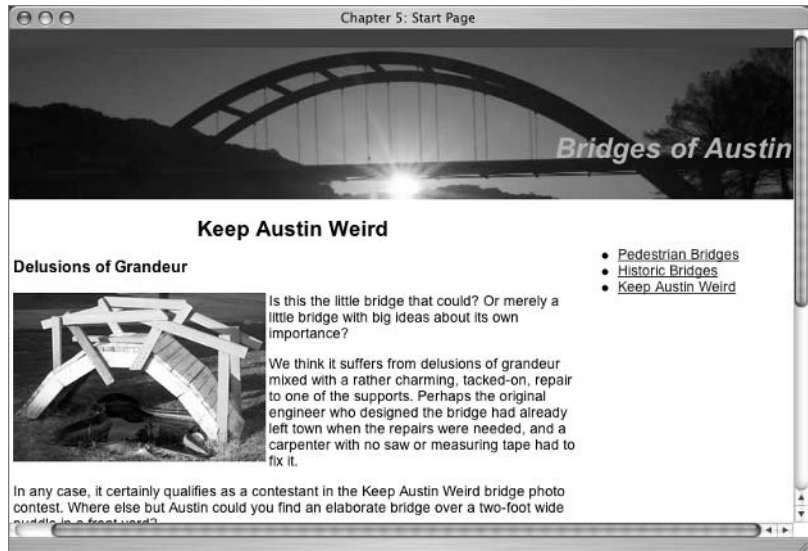 Chapter 5: Start Page
Bridges of Austin
Keep Austin Weird
Delusions of Grandeur
Is this the little bridge that could? Or merely a
little bridge with big ideas about its own
importance?
We think it suffers from delusions of grandeur
mixed with a rather charming, tacked-on, repair
to one of the supports. Perhaps the original
engineer who designed the bridge had already
left town when the repairs were needed, and a
carpenter with no saw or measuring tape had to
fix it.
In any case, it certainly qualifies as a contestant in the Keep Austin Weird bridge photo
contest. Where else but Austin could you find an elaborate bridge over a two-foot wide
puddle in a front yard?
Pedestrian Bridges
Historic Bridges
Keep Austin Weird